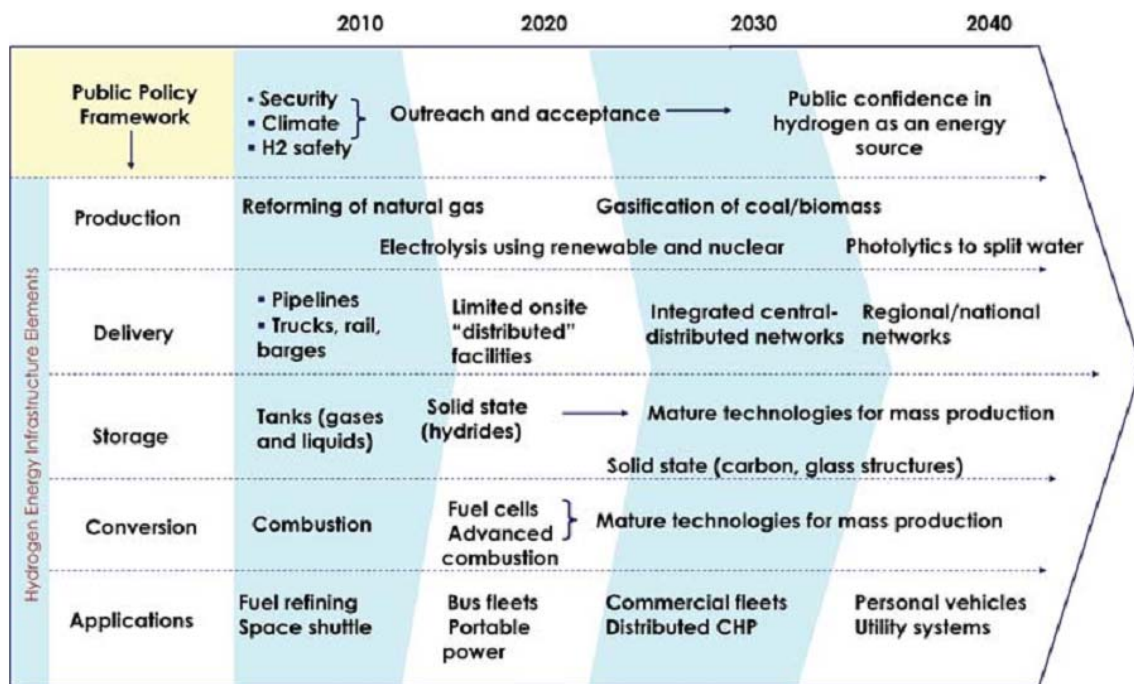 2010 2020 2030 2040
Public Policy
Framework
▪ Security
▪ Climate
▪ H2 safety
Outreach and acceptance
Public confidence in
hydrogen as an energy
source
Hydrogen Energy Infrastructure Elements
Production
Reforming of natural gas
Gasification of coal/biomass
Electrolysis using renewable and nuclear
Photolytics to split water
Delivery
▪ Pipelines
▪ Trucks, rail,
barges
Limited onsite
“distributed”
facilities
Integrated central-
distributed networks
Regional/national
networks
Storage
Tanks (gases
and liquids)
Solid state
(hydrides)
Mature technologies for mass production
Solid state (carbon, glass structures)
Conversion
Combustion
Fuel cells
Advanced
combustion
Mature technologies for mass production
Applications
Fuel refining
Space shuttle
Bus fleets
Portable
power
Commercial fleets
Distributed CHP
Personal vehicles
Utility systems